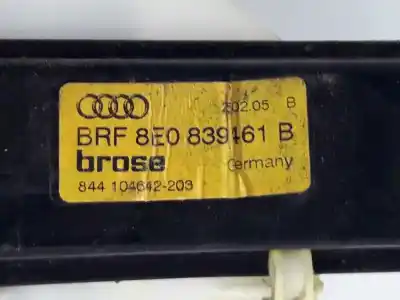 202.05 B
BRF 8E0 839461 B
brose Germany
844 104642-203